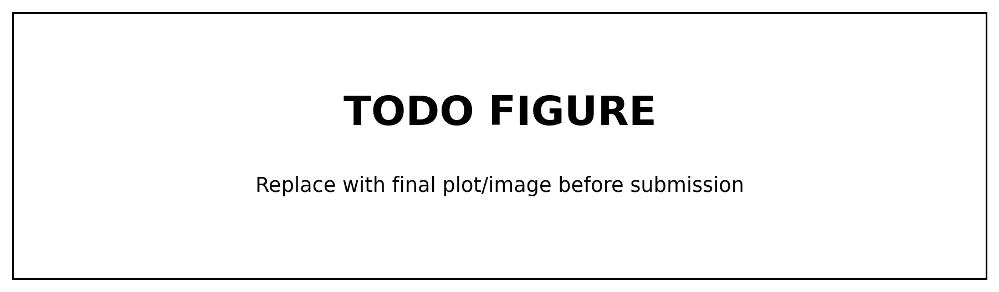 TODO FIGURE
Replace with final plot/image before submission